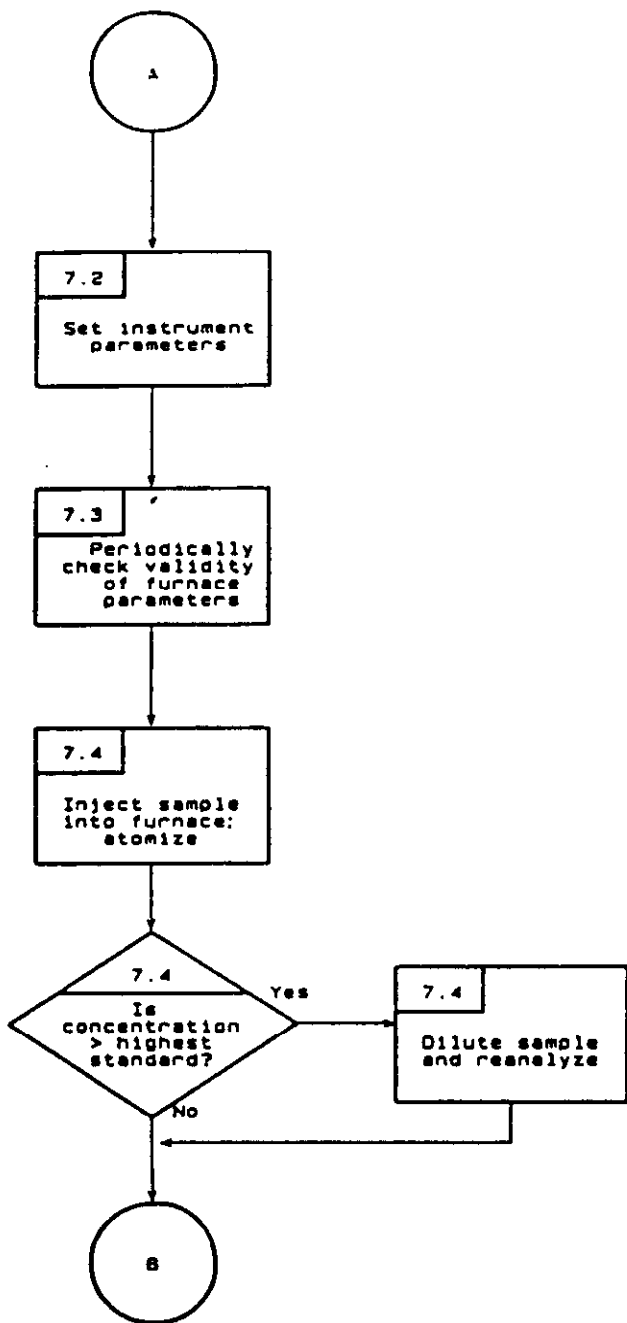 A
7.2
Set instrument
parameters
7.3
Periodically
check validity
of furnace
parameters
7.4
Inject sample
into furnace;
atomize
7.4
Is
concentration
> highest
standard?
Yes
7.4
Dilute sample
and reanalyze
No
B